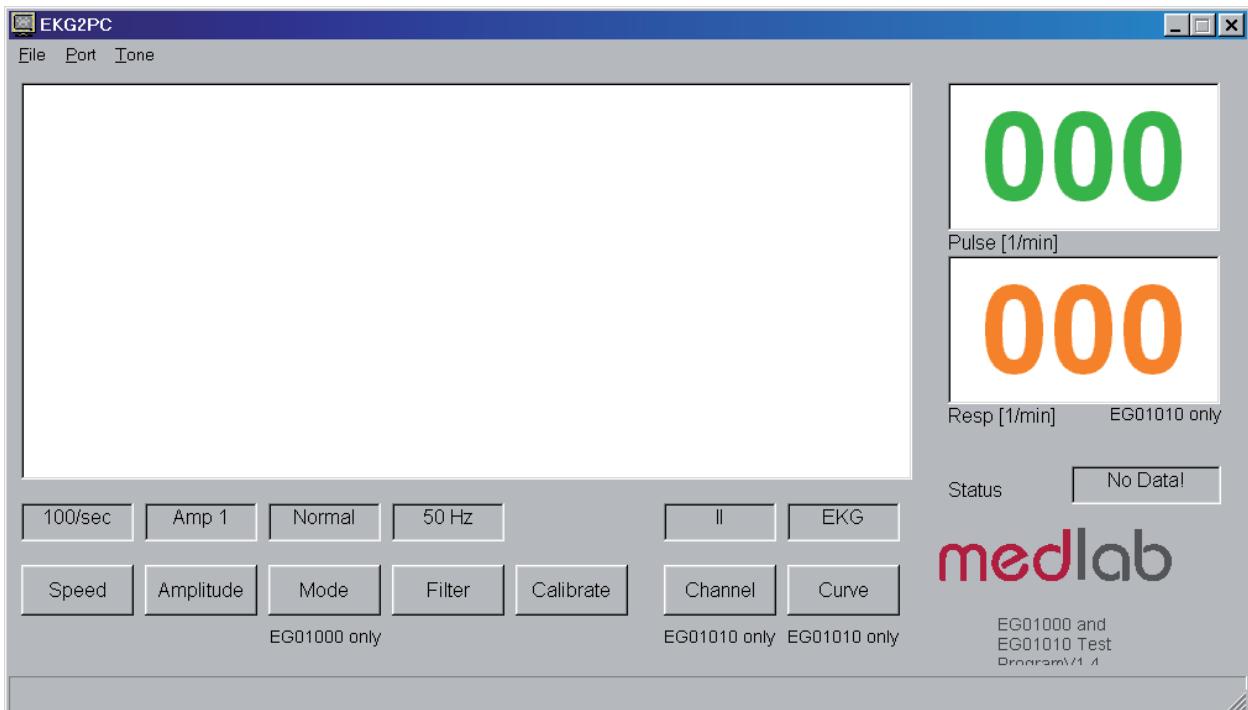 EKG2PC
File Port Tone
000
Pulse [1/min]
000
Resp [1/min] EG01010 only
Status No Data!
100/sec Amp 1 Normal 50 Hz II EKG
Speed Amplitude Mode Filter Calibrate Channel Curve
EG01000 only EG01010 only EG01010 only
medlab
EG01000 and
EG01010 Test
ProgramV1.4